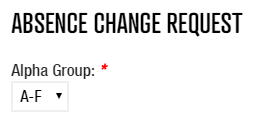 ABSENCE CHANGE REQUEST
Alpha Group: *
A-F